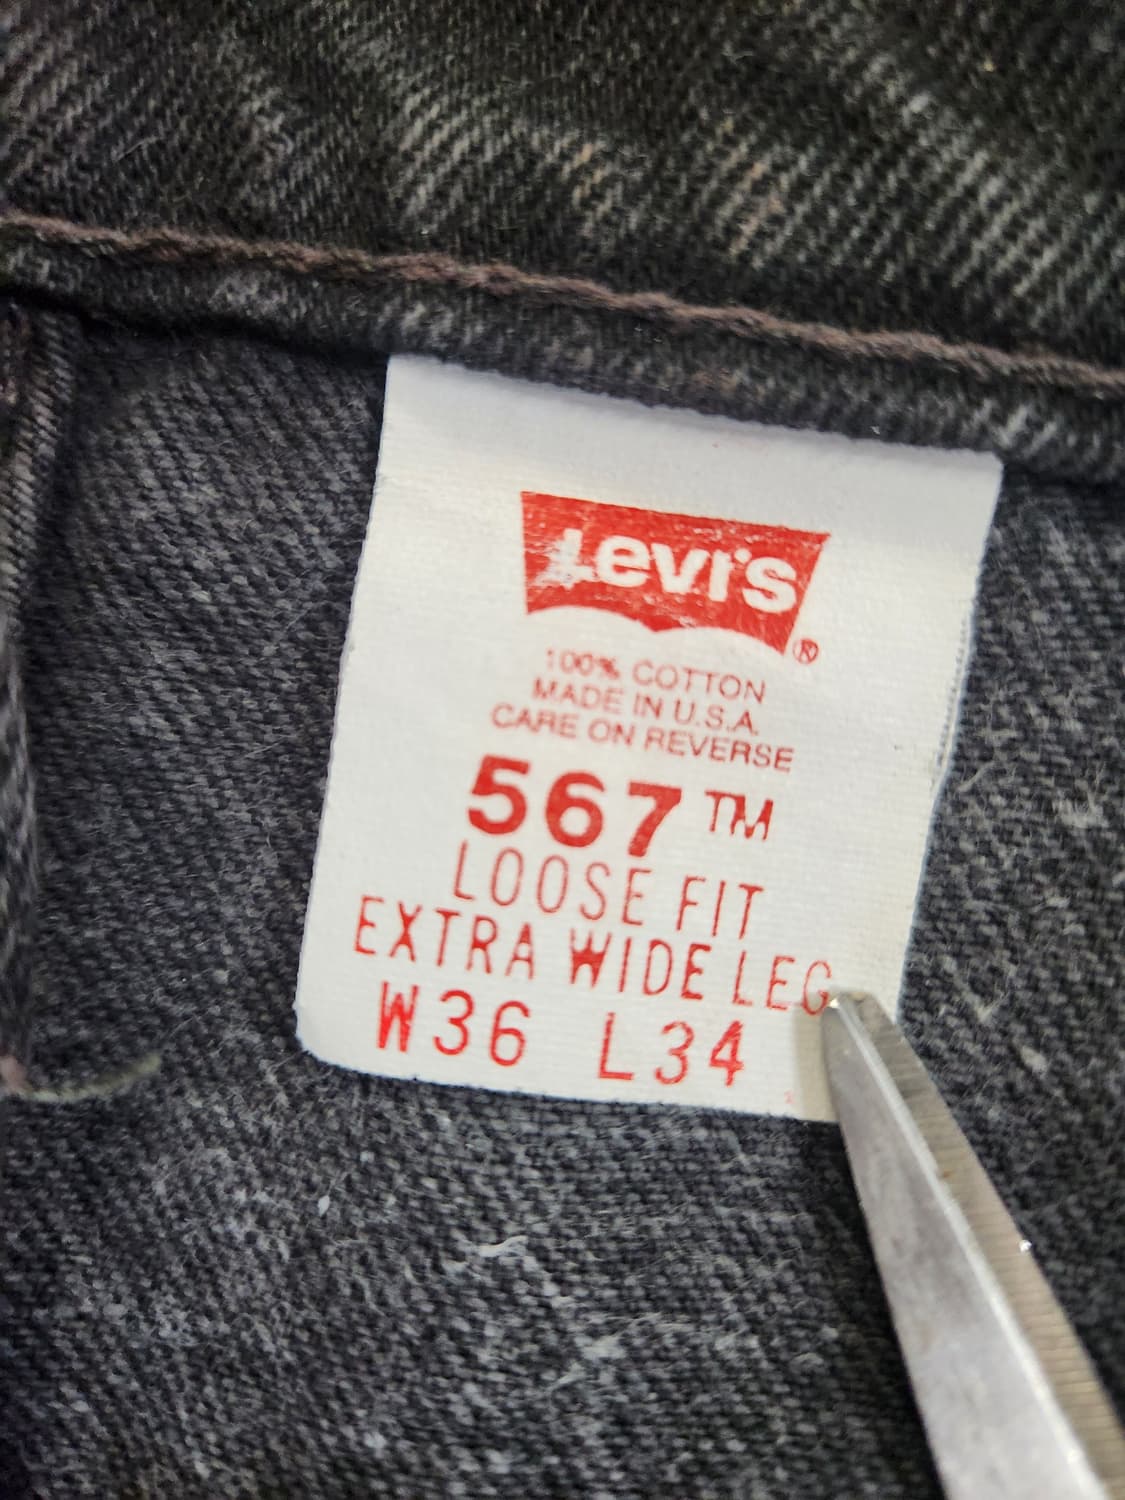 Levi's®
100% COTTON
MADE IN U.S.A.
CARE ON REVERSE
567™
LOOSE FIT
EXTRA WIDE LEG
W36 L34